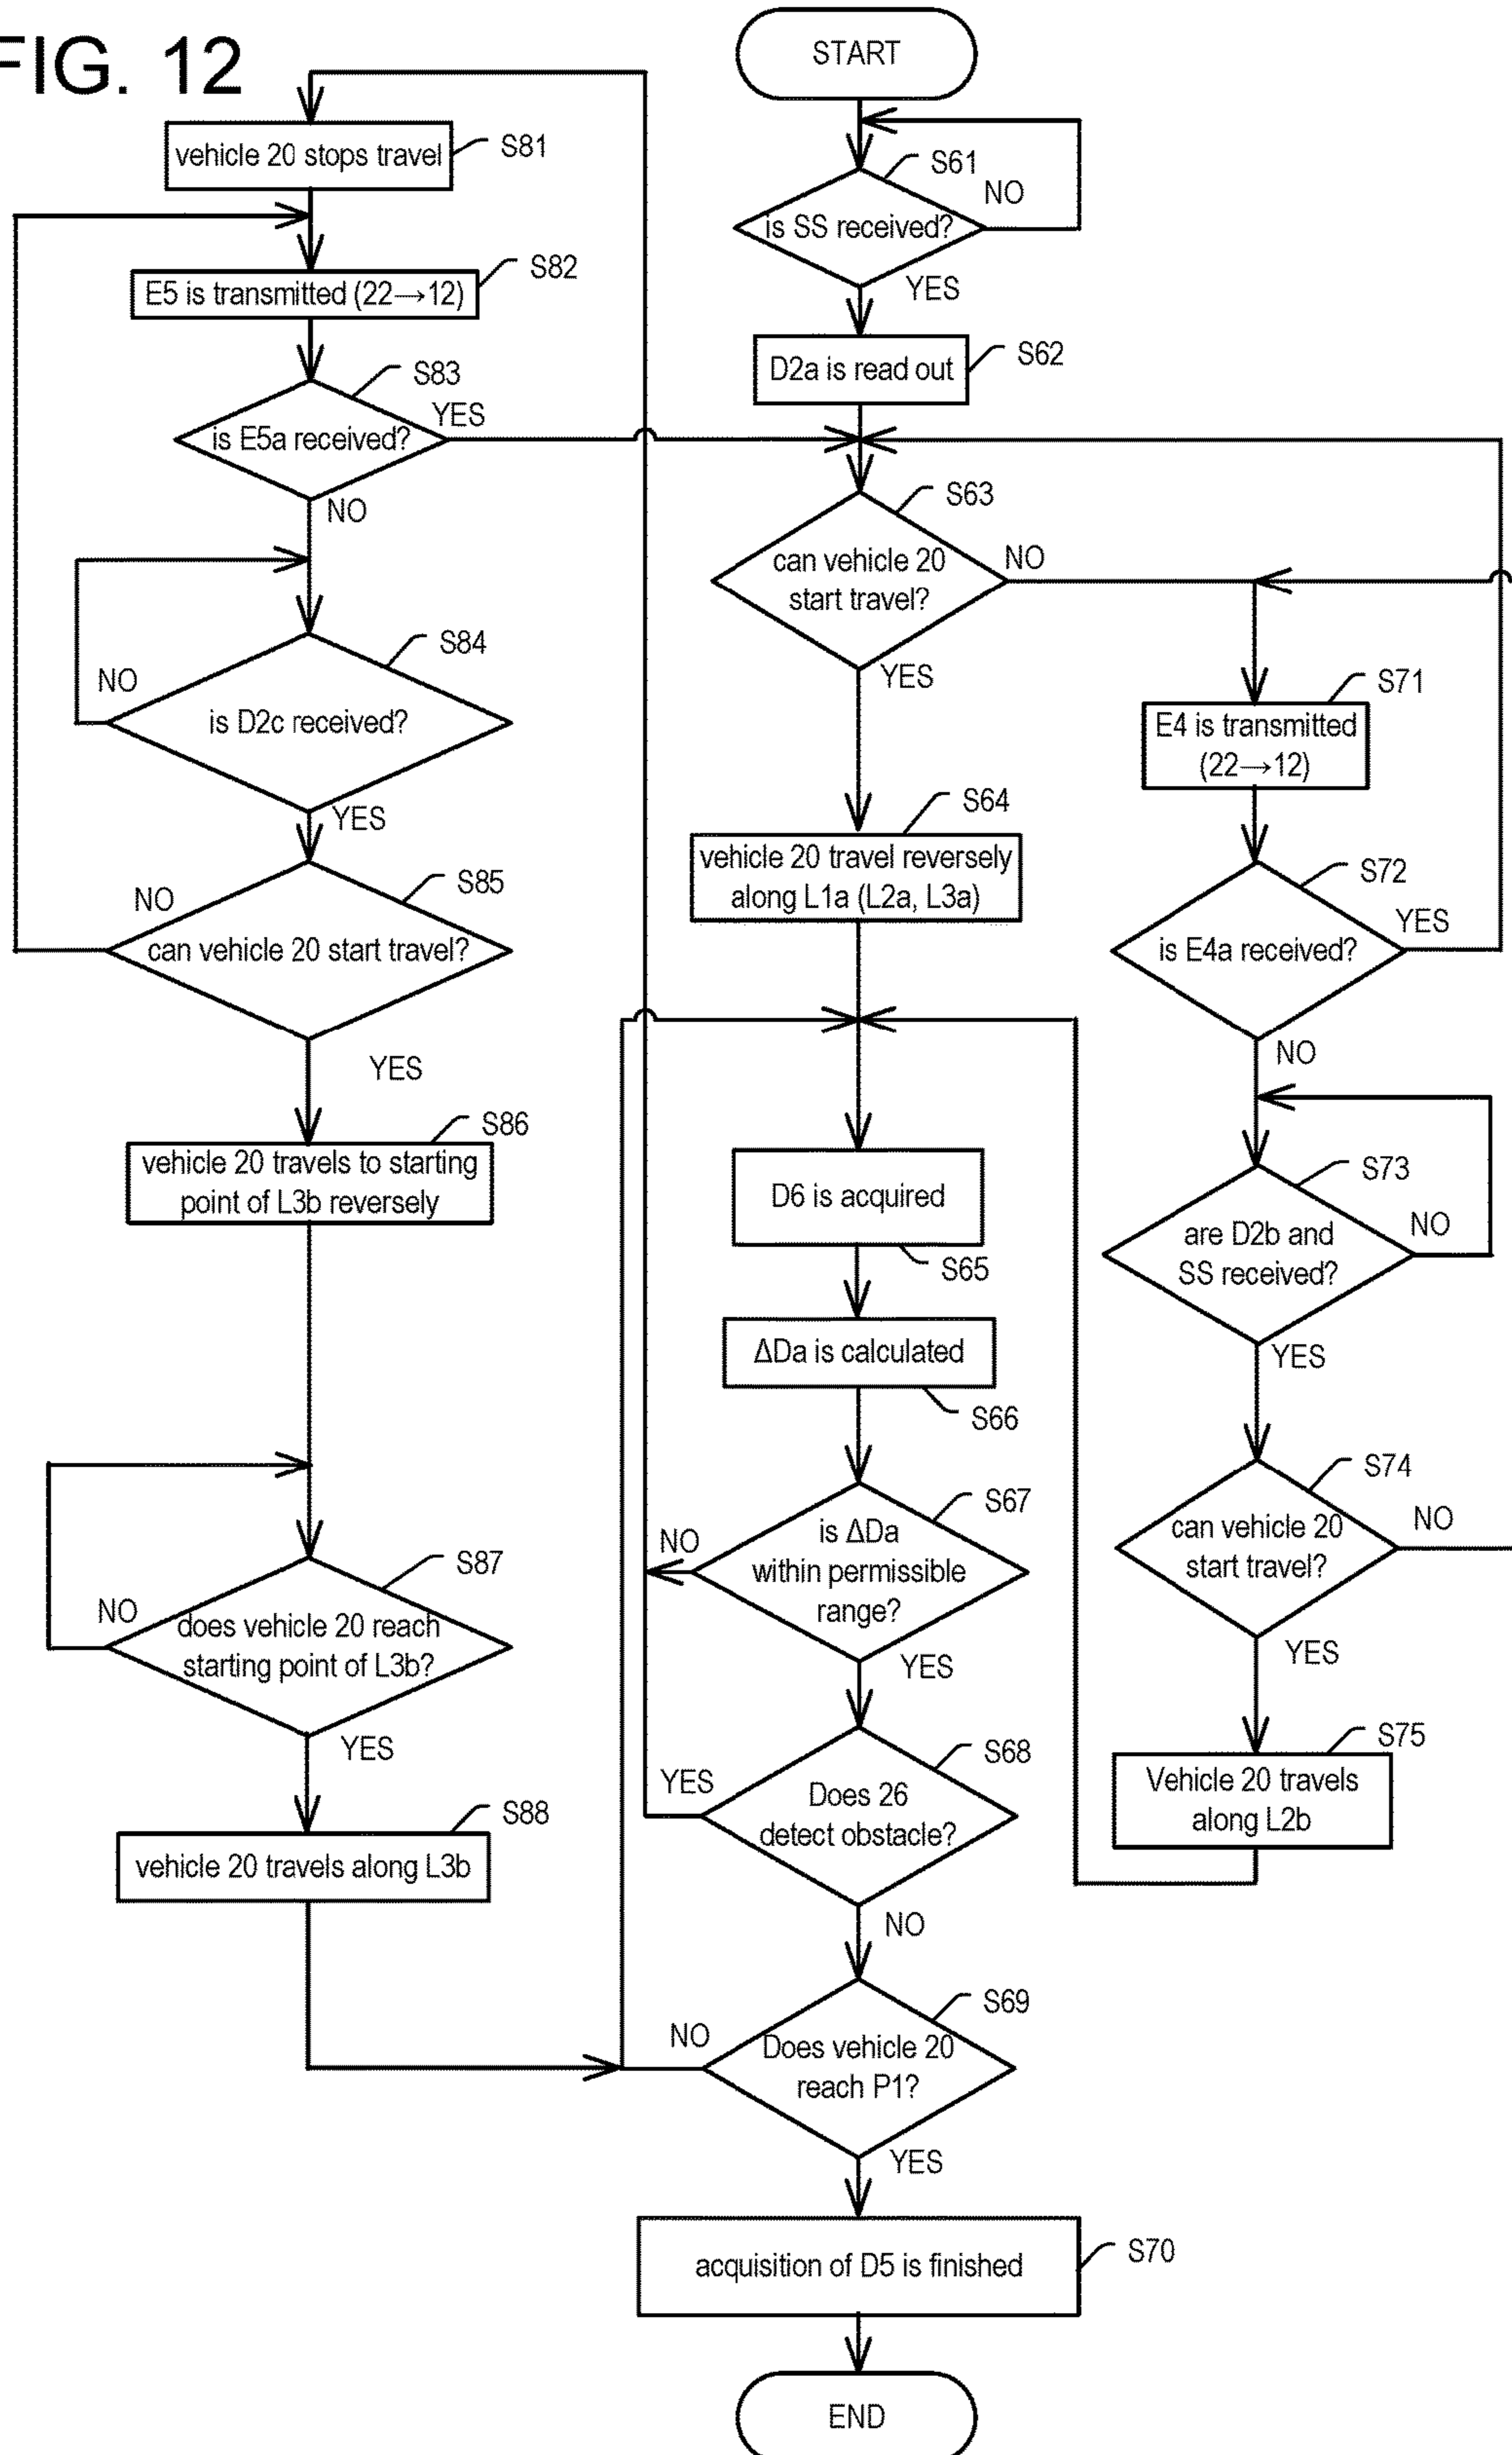 FIG. 12
START
S61
is SS received?
NO
YES
D2a is read out
S62
S63
can vehicle 20
start travel?
NO
YES
S64
vehicle 20 travel reversely
along L1a (L2a, L3a)
D6 is acquired
S65
ΔDa is calculated
S66
S67
is ΔDa
within permissible
range?
NO
YES
S68
Does 26
detect obstacle?
YES
NO
S69
Does vehicle 20
reach P1?
NO
YES
acquisition of D5 is finished
S70
END
S71
E4 is transmitted
(22→12)
S72
is E4a received?
YES
NO
S73
are D2b and
SS received?
NO
YES
S74
can vehicle 20
start travel?
NO
YES
S75
Vehicle 20 travels
along L2b
vehicle 20 stops travel
S81
E5 is transmitted (22→12)
S82
S83
is E5a received?
YES
NO
S84
is D2c received?
NO
YES
S85
can vehicle 20 start travel?
NO
YES
S86
vehicle 20 travels to starting
point of L3b reversely
S87
does vehicle 20 reach
starting point of L3b?
NO
YES
S88
vehicle 20 travels along L3b